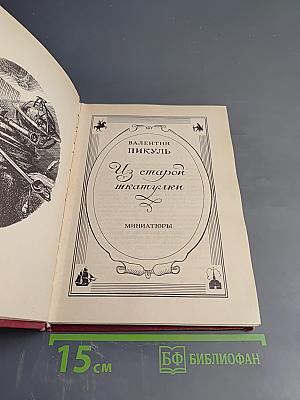 ВАЛЕНТИН
ПИКУЛЬ
Из старой
шкатулки
МИНИАТЮРЫ
15 см
БФ БИБЛИОФАН